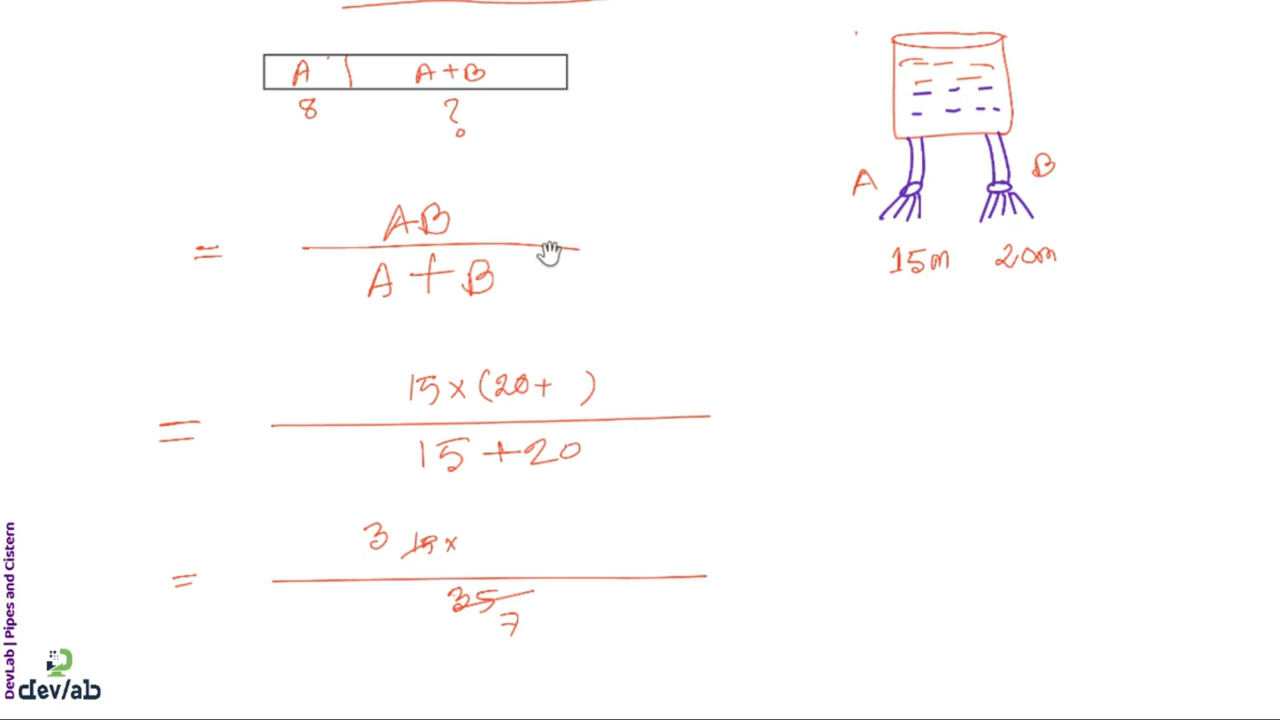 A A+B
8 ?
A B
15m 20m
= AB
A + B
= 15 x (20+ )
15 + 20
= 3 15 x
35
7
DevLab | Pipes and Cistern
dev/ab